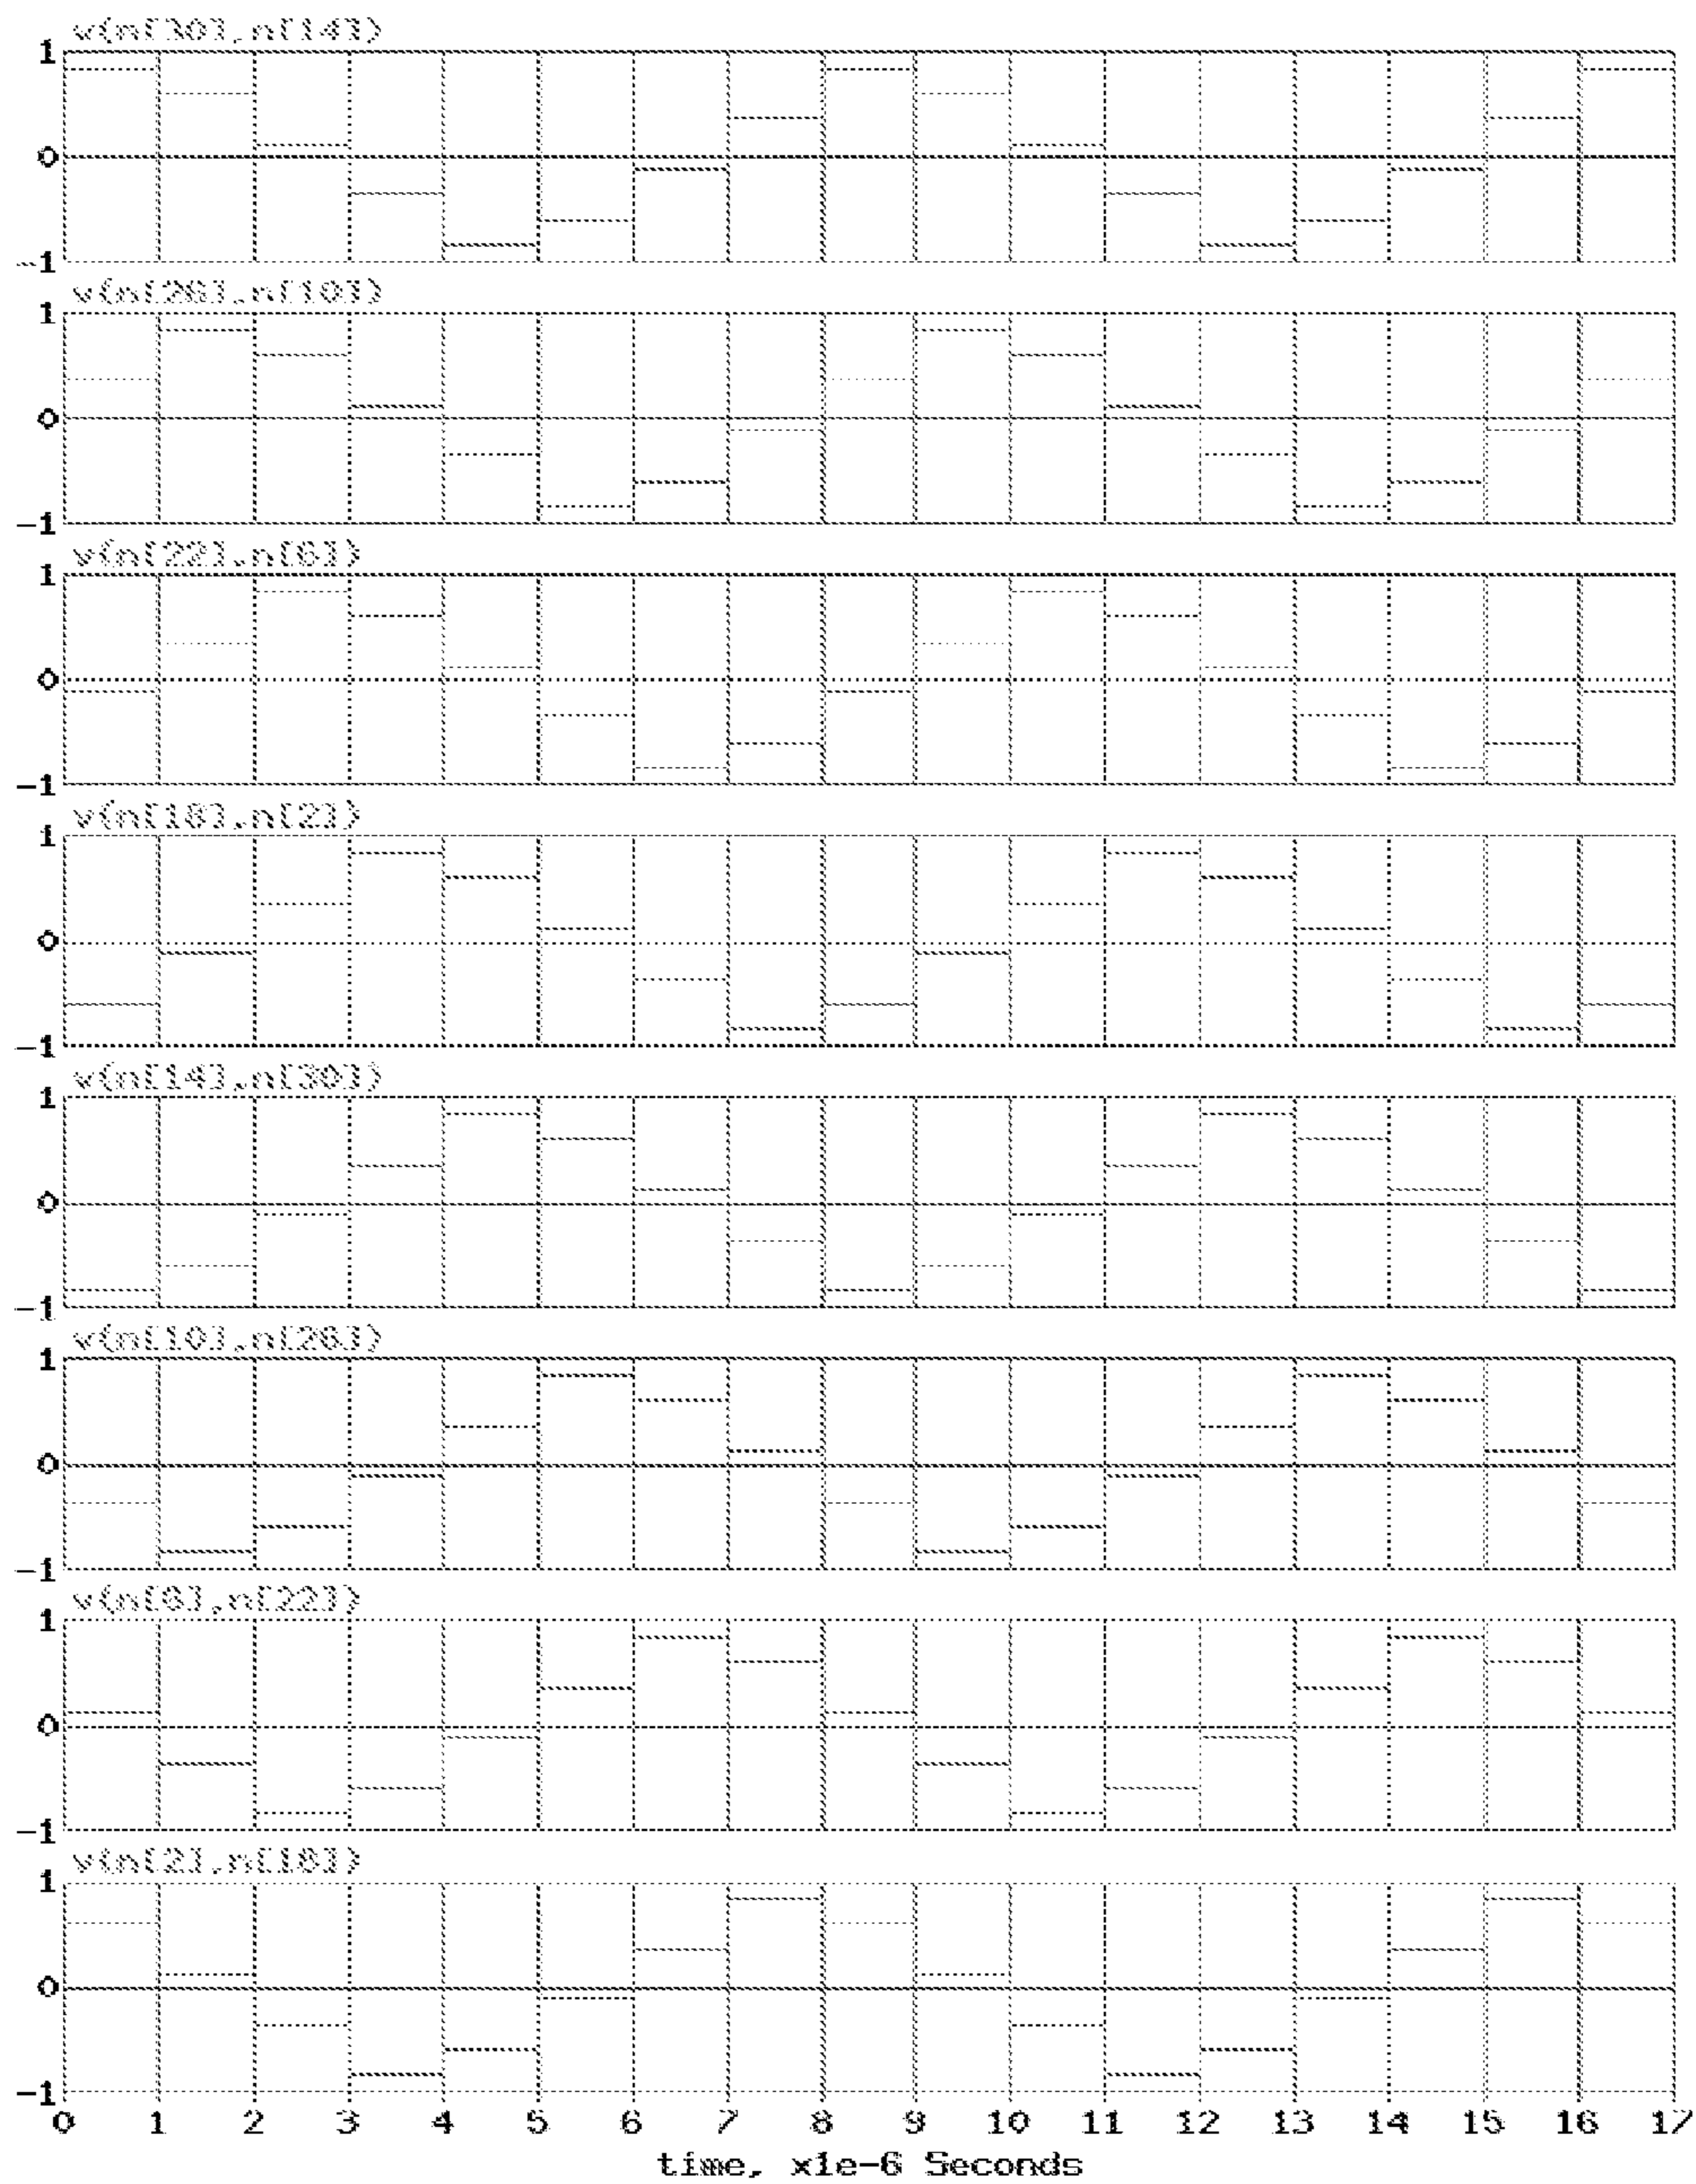 v(n[30],n[14])
1
0
-1
v(n[26],n[10])
1
0
-1
v(n[22],n[6])
1
0
-1
v(n[18],n[2])
1
0
-1
v(n[14],n[30])
1
0
-1
v(n[10],n[26])
1
0
-1
v(n[6],n[22])
1
0
-1
v(n[2],n[18])
1
0
-1
0 1 2 3 4 5 6 7 8 9 10 11 12 13 14 15 16 17
time, x1e-6 Seconds